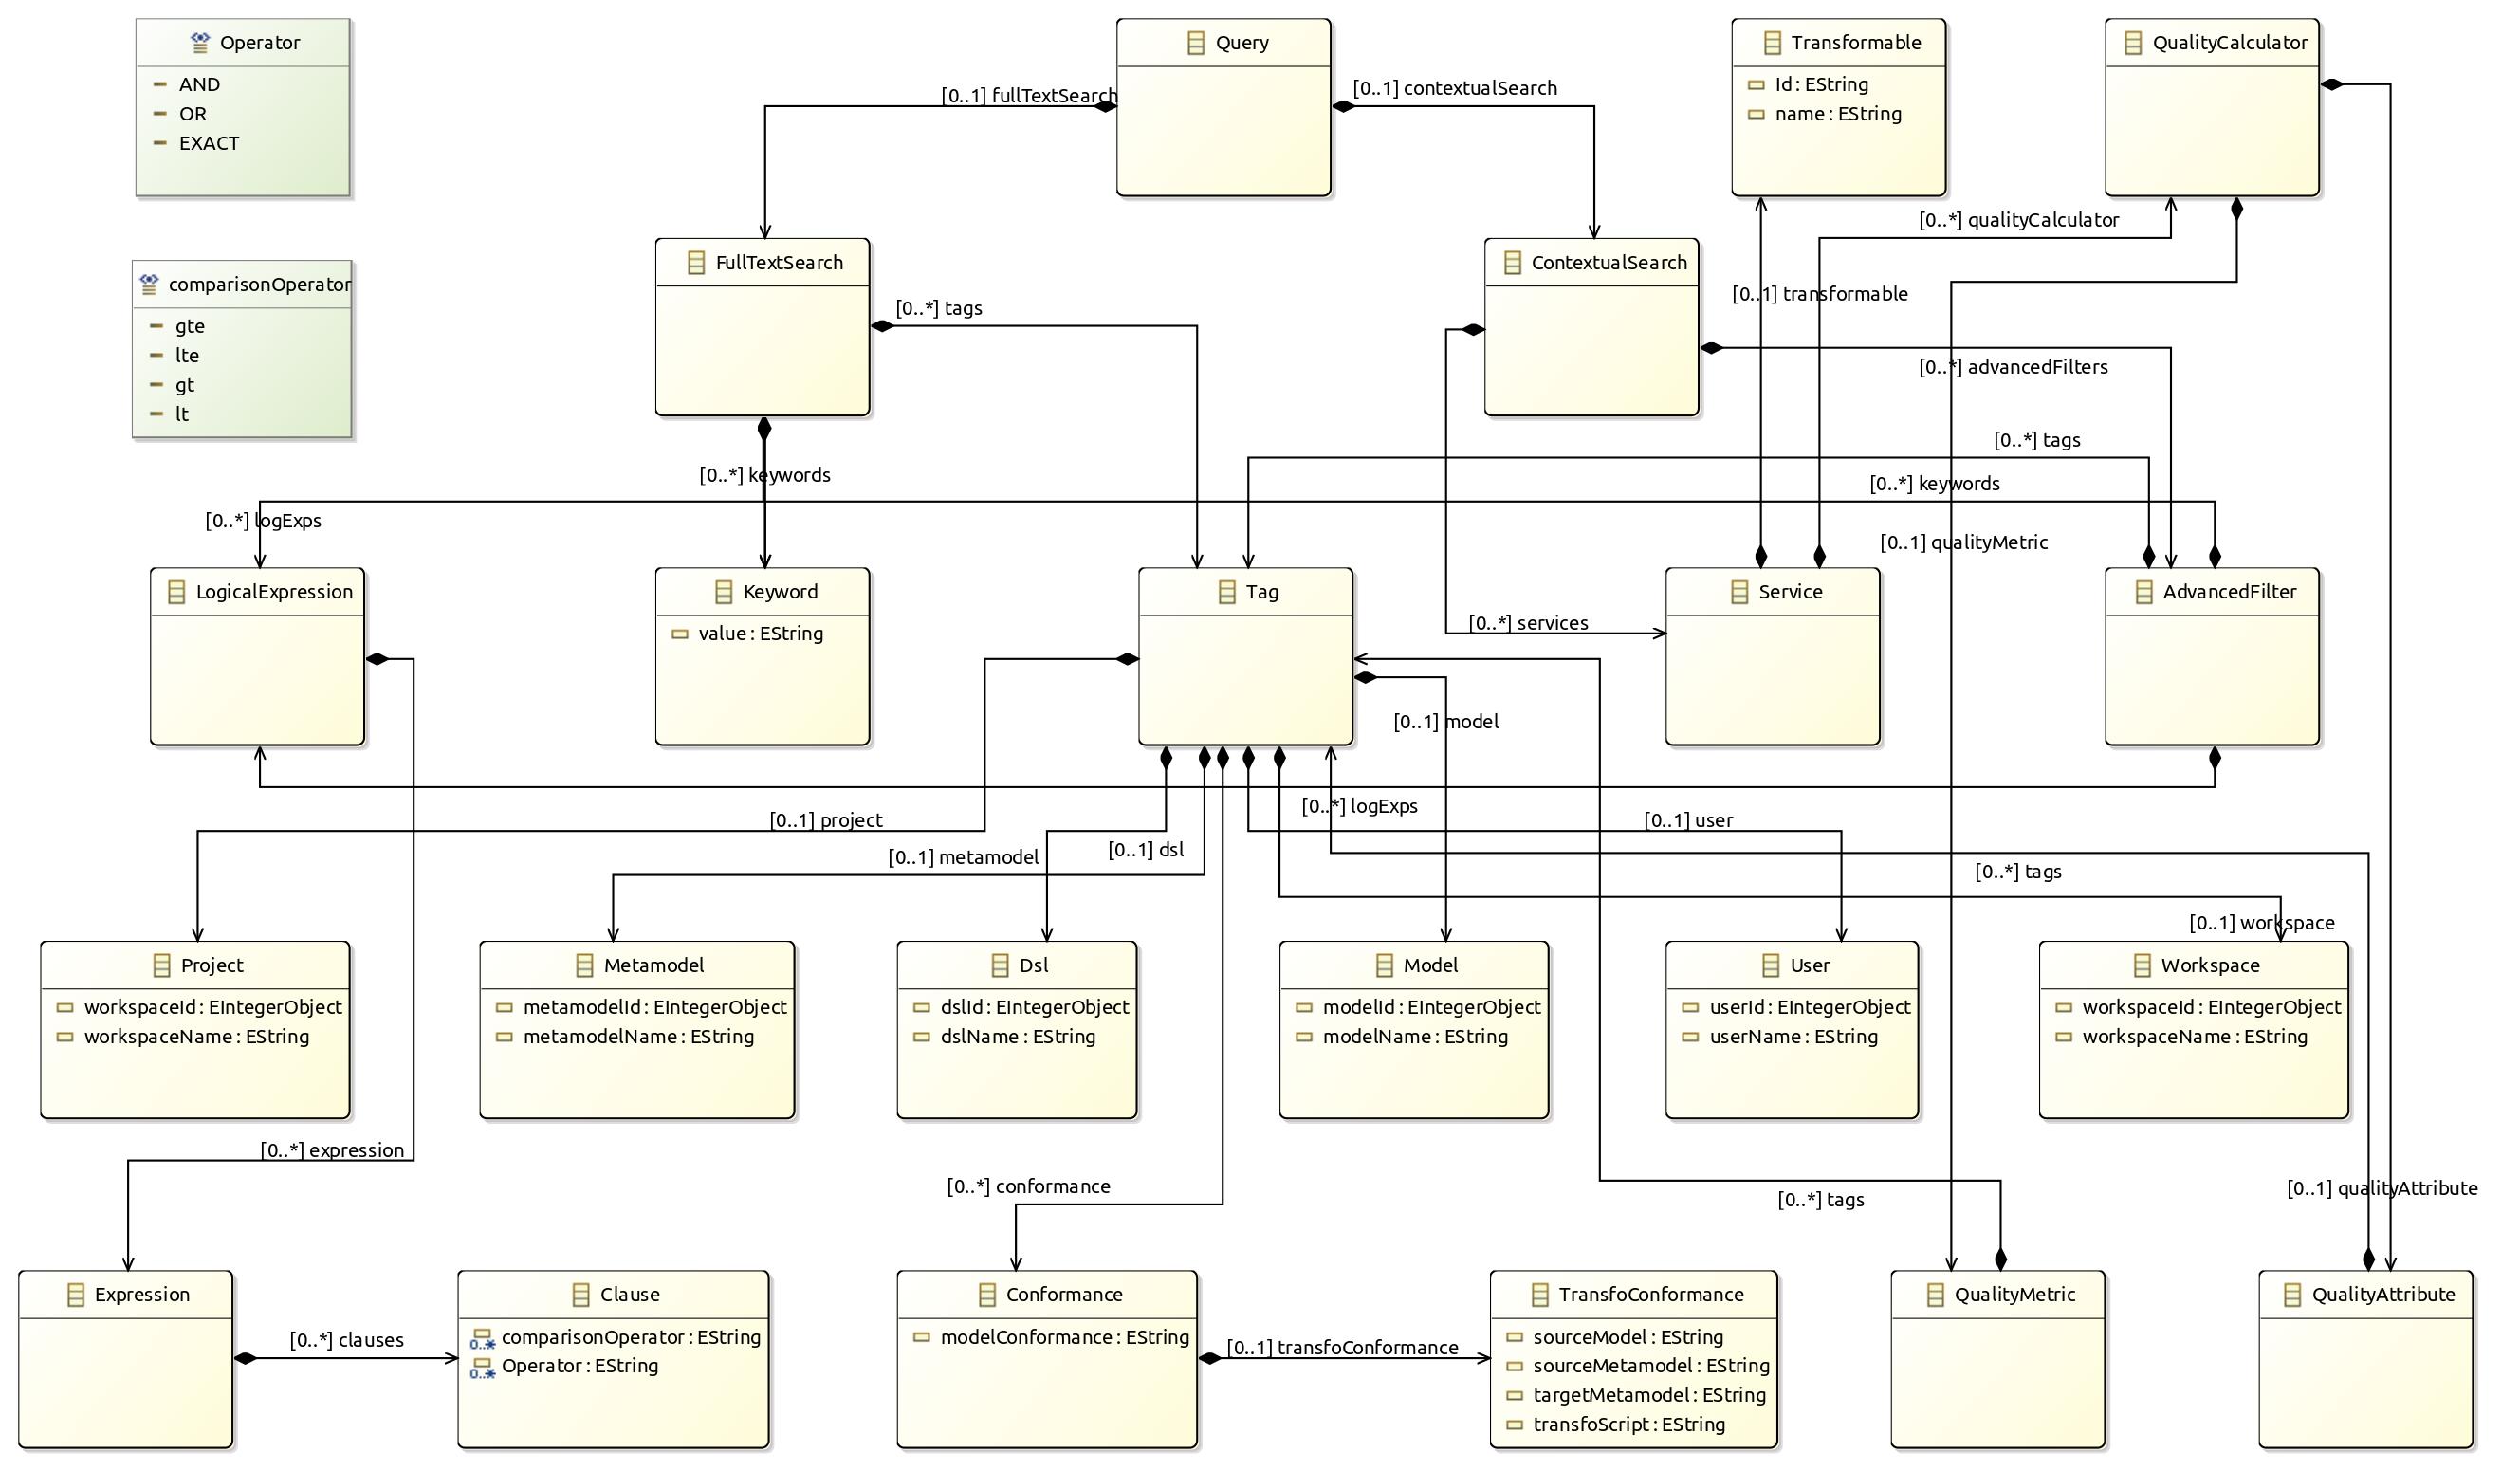 Operator
AND
OR
EXACT
Query
Transformable
Id : EString
name : EString
QualityCalculator
[0..1] fullTextSearch
[0..1] contextualSearch
[0..*] qualityCalculator
comparisonOperator
gte
lte
gt
lt
FullTextSearch
ContextualSearch
[0..1] transformable
[0..*] tags
[0..*] advancedFilters
[0..*] tags
[0..*] keywords
[0..*] keywords
[0..*] logExps
[0..1] qualityMetric
LogicalExpression
Keyword
value : EString
Tag
Service
AdvancedFilter
[0..*] services
[0..1] model
[0..*] logExps
[0..1] project
[0..1] user
[0..1] dsl
[0..1] metamodel
[0..*] tags
[0..1] workspace
Project
workspaceId : EIntegerObject
workspaceName : EString
Metamodel
metamodelId : EIntegerObject
metamodelName : EString
Dsl
dslId : EIntegerObject
dslName : EString
Model
modelId : EIntegerObject
modelName : EString
User
userId : EIntegerObject
userName : EString
Workspace
workspaceId : EIntegerObject
workspaceName : EString
[0..*] expression
[0..*] conformance
[0..*] tags
[0..1] qualityAttribute
Expression
[0..*] clauses
Clause
0..*
comparisonOperator : EString
0..*
Operator : EString
Conformance
modelConformance : EString
[0..1] transfoConformance
TransfoConformance
sourceModel : EString
sourceMetamodel : EString
targetMetamodel : EString
transfoScript : EString
QualityMetric
QualityAttribute